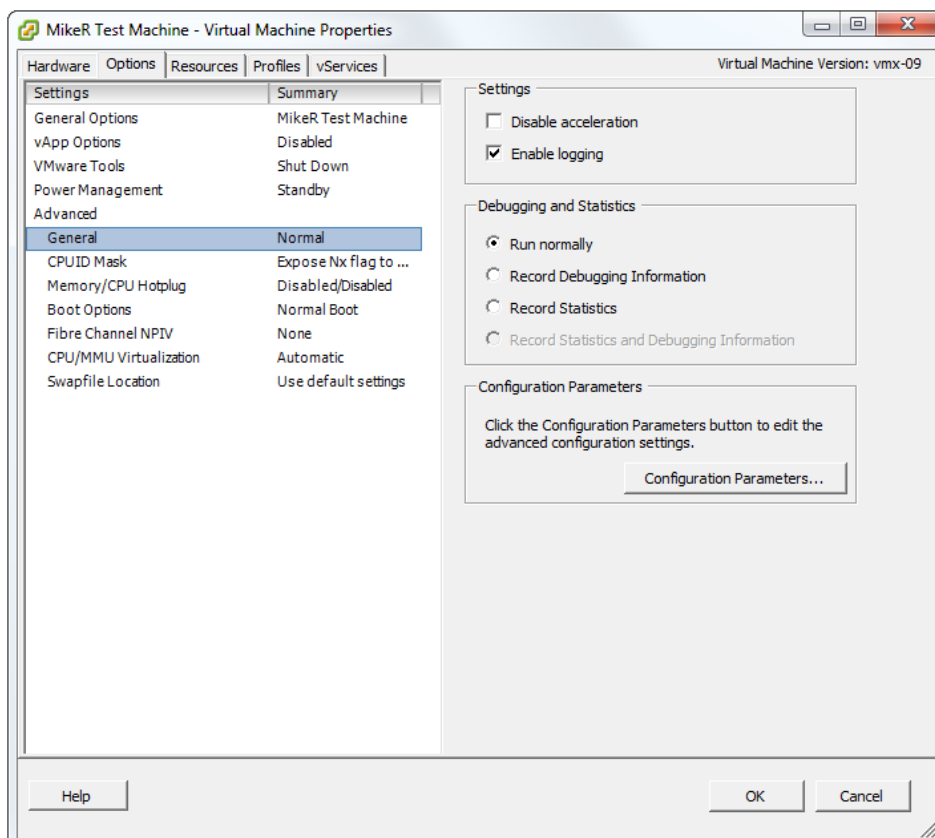 MikeR Test Machine - Virtual Machine Properties
Hardware Options Resources Profiles vServices Virtual Machine Version: vmx-09
Settings Summary
General Options MikeR Test Machine
vApp Options Disabled
VMware Tools Shut Down
Power Management Standby
Advanced
General Normal
CPUID Mask Expose Nx flag to ...
Memory/CPU Hotplug Disabled/Disabled
Boot Options Normal Boot
Fibre Channel NPIV None
CPU/MMU Virtualization Automatic
Swapfile Location Use default settings
Settings
Disable acceleration
Enable logging
Debugging and Statistics
Run normally
Record Debugging Information
Record Statistics
Record Statistics and Debugging Information
Configuration Parameters
Click the Configuration Parameters button to edit the
advanced configuration settings.
Configuration Parameters...
Help OK Cancel